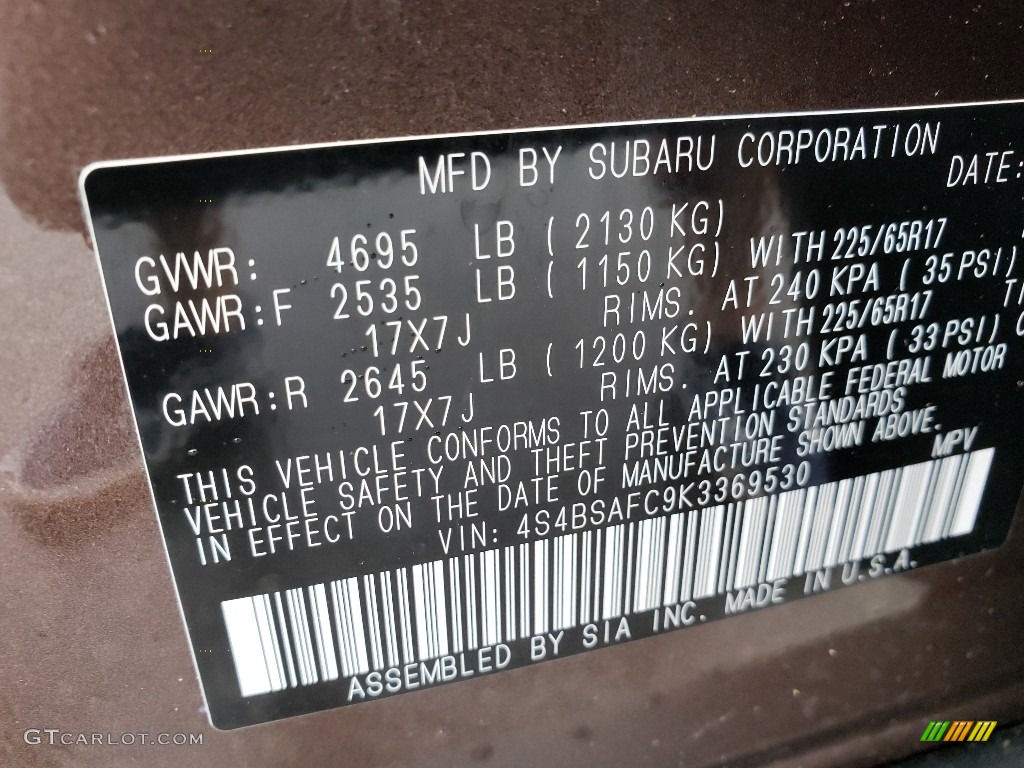 MFD BY SUBARU CORPORATION DATE:
GVWR: 4695 LB ( 2130 KG)
GAWR:F 2535 LB ( 1150 KG) WITH 225/65R17
17X7J RIMS. AT 240 KPA ( 35 PSI)
GAWR:R 2645 LB ( 1200 KG) WITH 225/65R17
17X7J RIMS. AT 230 KPA ( 33 PSI)
THIS VEHICLE CONFORMS TO ALL APPLICABLE FEDERAL MOTOR
VEHICLE SAFETY AND THEFT PREVENTION STANDARDS
IN EFFECT ON THE DATE OF MANUFACTURE SHOWN ABOVE.
VIN: 4S4BSAFC9K3369530 MPV
ASSEMBLED BY SIA INC. MADE IN U.S.A.
GTCARLOT.COM